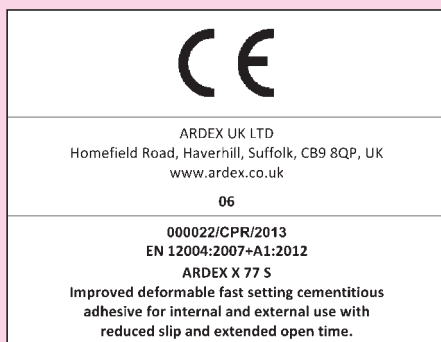 CE
ARDEX UK LTD
Homefield Road, Haverhill, Suffolk, CB9 8QP, UK
www.ardex.co.uk
06
000022/CPR/2013
EN 12004:2007+A1:2012
ARDEX X 77 S
Improved deformable fast setting cementitious
adhesive for internal and external use with
reduced slip and extended open time.